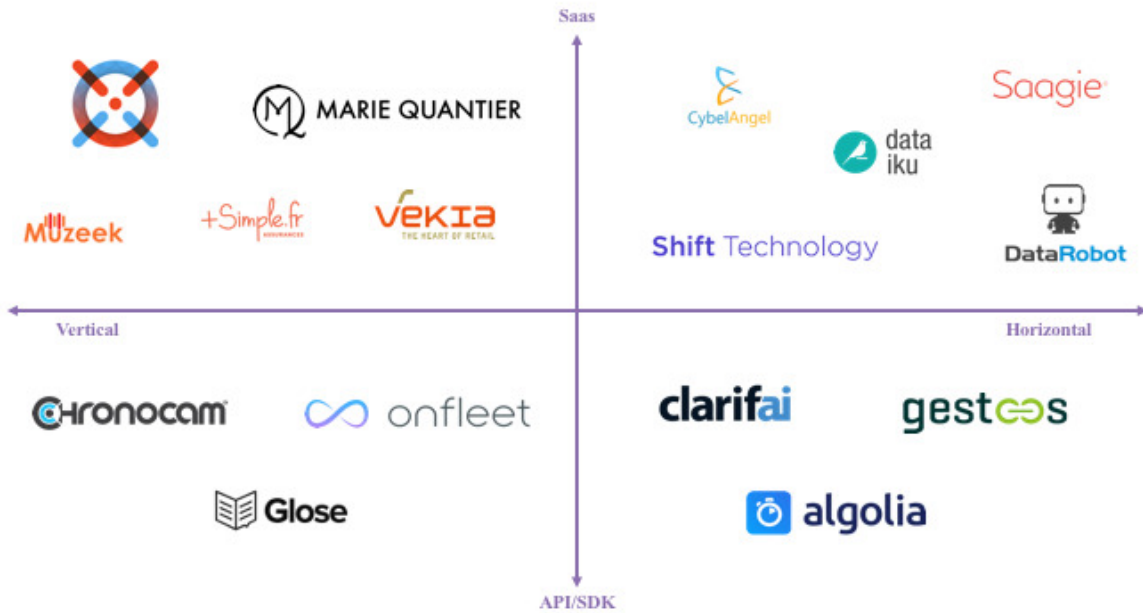 Saas
MARIE QUANTIER
CybelAngel
Saagie
data
iku
Muzeek
+Simple.fr
ASSURANCES
VEKIA
THE HEART OF RETAIL
Shift Technology
DataRobot
Vertical
Horizontal
CHRONOCAM
onfleet
clarifai
gestoos
Glose
algolia
API/SDK